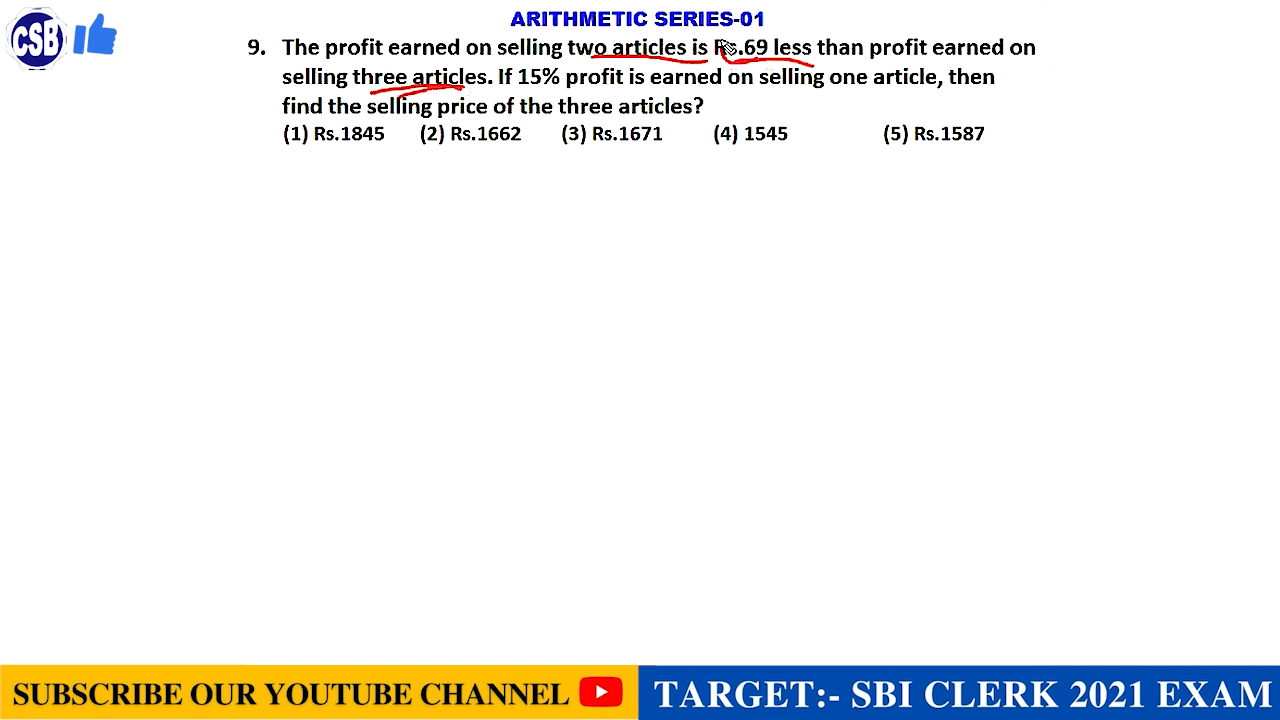 ARITHMETIC SERIES-01
CSB
9. The profit earned on selling two articles is Rs.69 less than profit earned on
selling three articles. If 15% profit is earned on selling one article, then
find the selling price of the three articles?
(1) Rs.1845 (2) Rs.1662 (3) Rs.1671 (4) 1545 (5) Rs.1587
SUBSCRIBE OUR YOUTUBE CHANNEL
TARGET:- SBI CLERK 2021 EXAM